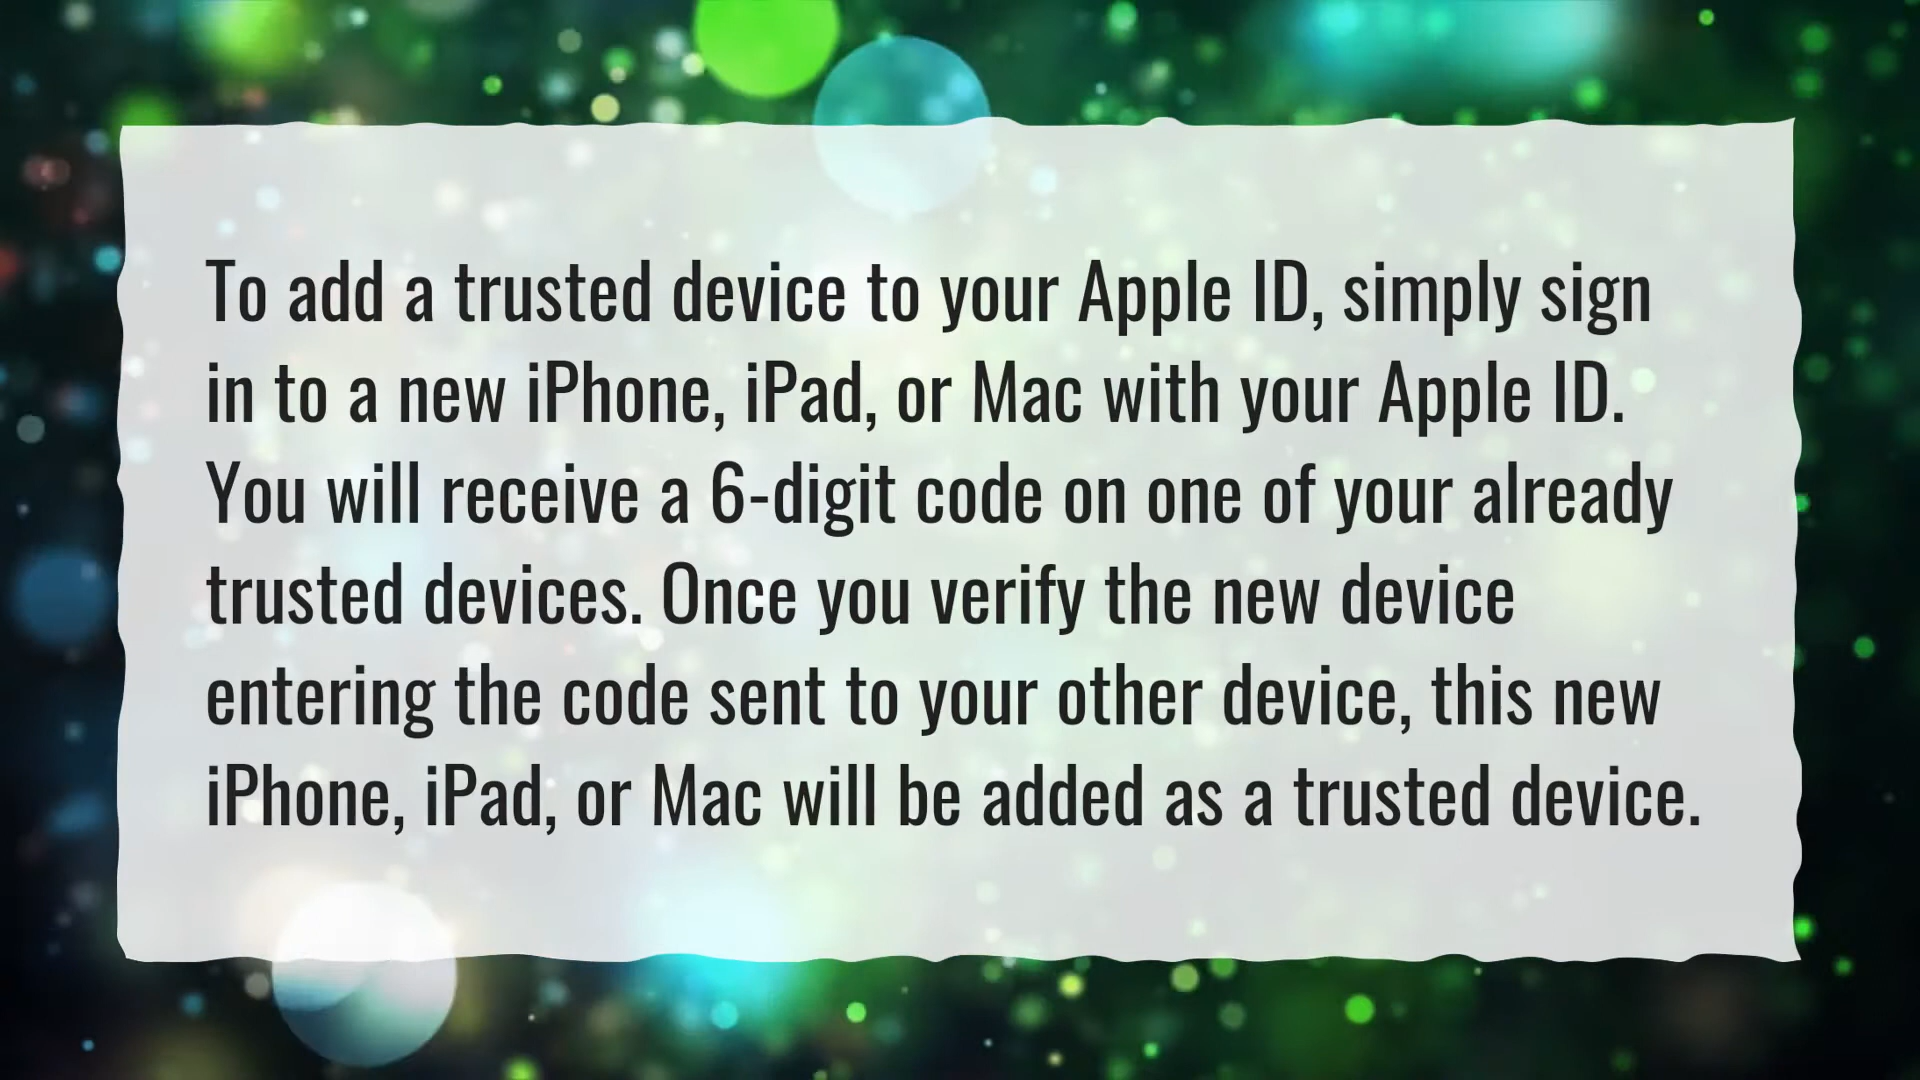 To add a trusted device to your Apple ID, simply sign
in to a new iPhone, iPad, or Mac with your Apple ID.
You will receive a 6-digit code on one of your already
trusted devices. Once you verify the new device
entering the code sent to your other device, this new
iPhone, iPad, or Mac will be added as a trusted device.